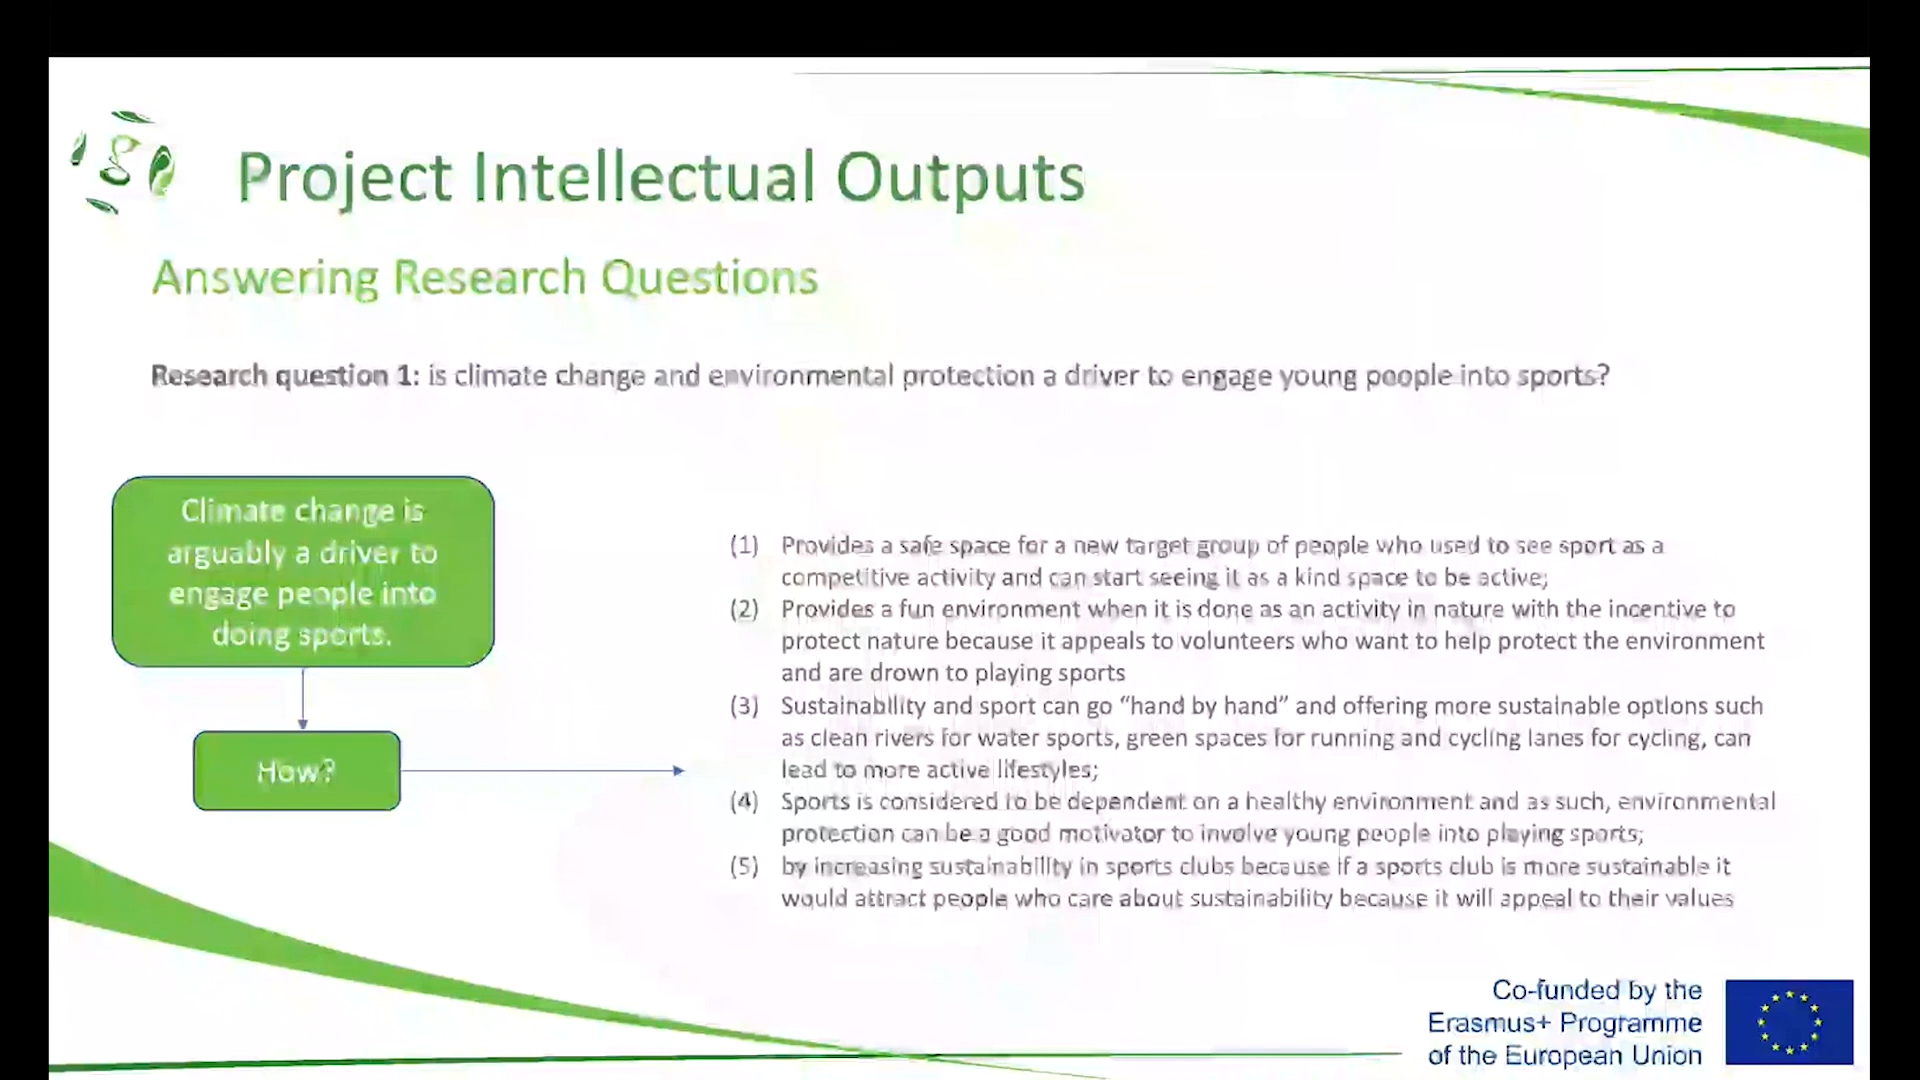 Project Intellectual Outputs
Answering Research Questions
Research question 1: is climate change and environmental protection a driver to engage young people into sports?
Climate change is
arguably a driver to
engage people into
doing sports.
How?
(1) Provides a safe space for a new target group of people who used to see sport as a
competitive activity and can start seeing it as a kind space to be active;
(2) Provides a fun environment when it is done as an activity in nature with the incentive to
protect nature because it appeals to volunteers who want to help protect the environment
and are drown to playing sports
(3) Sustainability and sport can go “hand by hand” and offering more sustainable options such
as clean rivers for water sports, green spaces for running and cycling lanes for cycling, can
lead to more active lifestyles;
(4) Sports is considered to be dependent on a healthy environment and as such, environmental
protection can be a good motivator to involve young people into playing sports;
(5) by increasing sustainability in sports clubs because if a sports club is more sustainable it
would attract people who care about sustainability because it will appeal to their values
Co-funded by the
Erasmus+ Programme
of the European Union